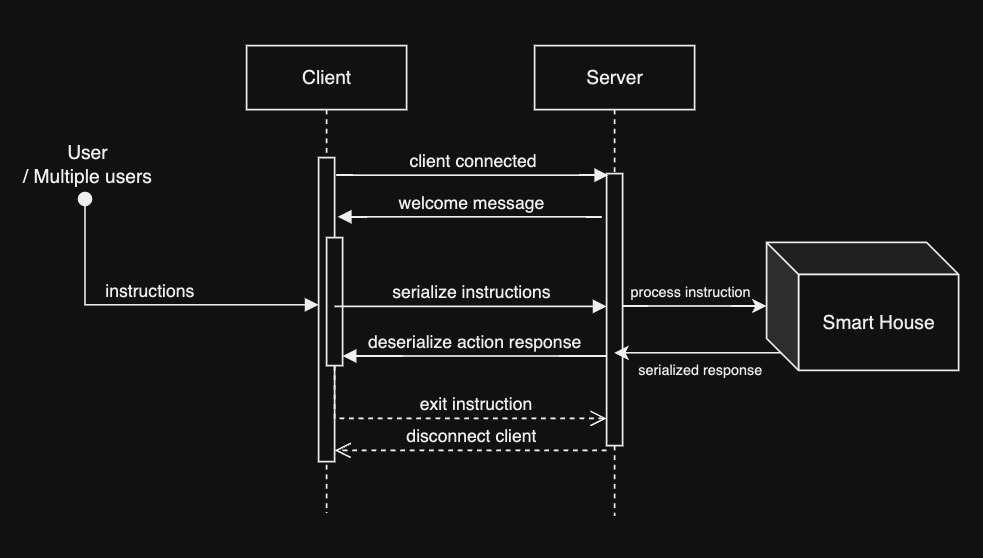 Client
Server
User
/ Multiple users
client connected
welcome message
instructions
serialize instructions
process instruction
Smart House
deserialize action response
serialized response
exit instruction
disconnect client